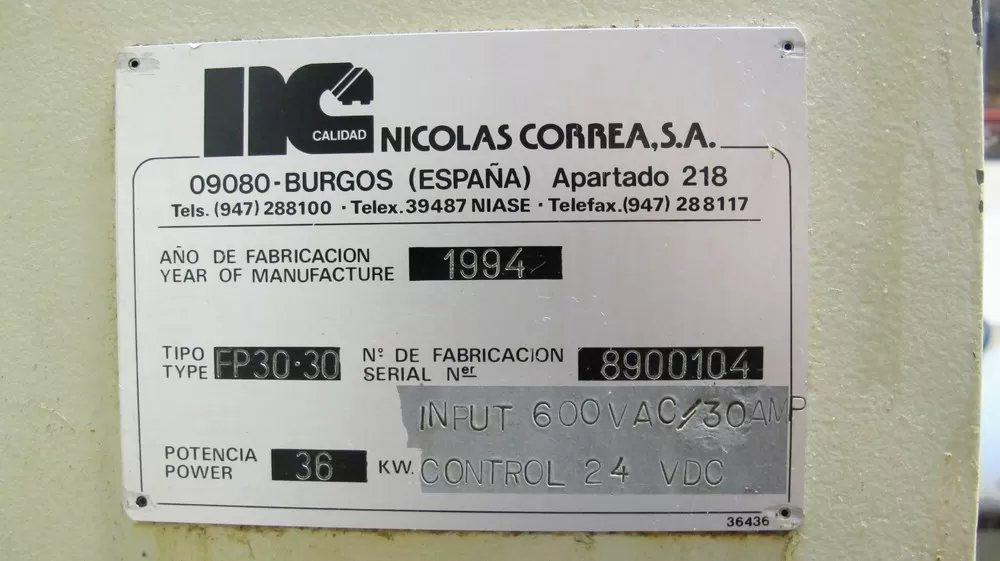 NC
CALIDAD
NICOLAS CORREA, S.A.
09080-BURGOS (ESPAÑA) Apartado 218
Tels. (947) 288100 · Telex. 39487 NIASE · Telefax. (947) 288117
AÑO DE FABRICACION
YEAR OF MANUFACTURE 1994
TIPO
TYPE FP30·30
Nº DE FABRICACION
SERIAL Ner 8900104
INPUT 600VAC/30AMP
POTENCIA
POWER 36 KW.
CONTROL 24 VDC
36436